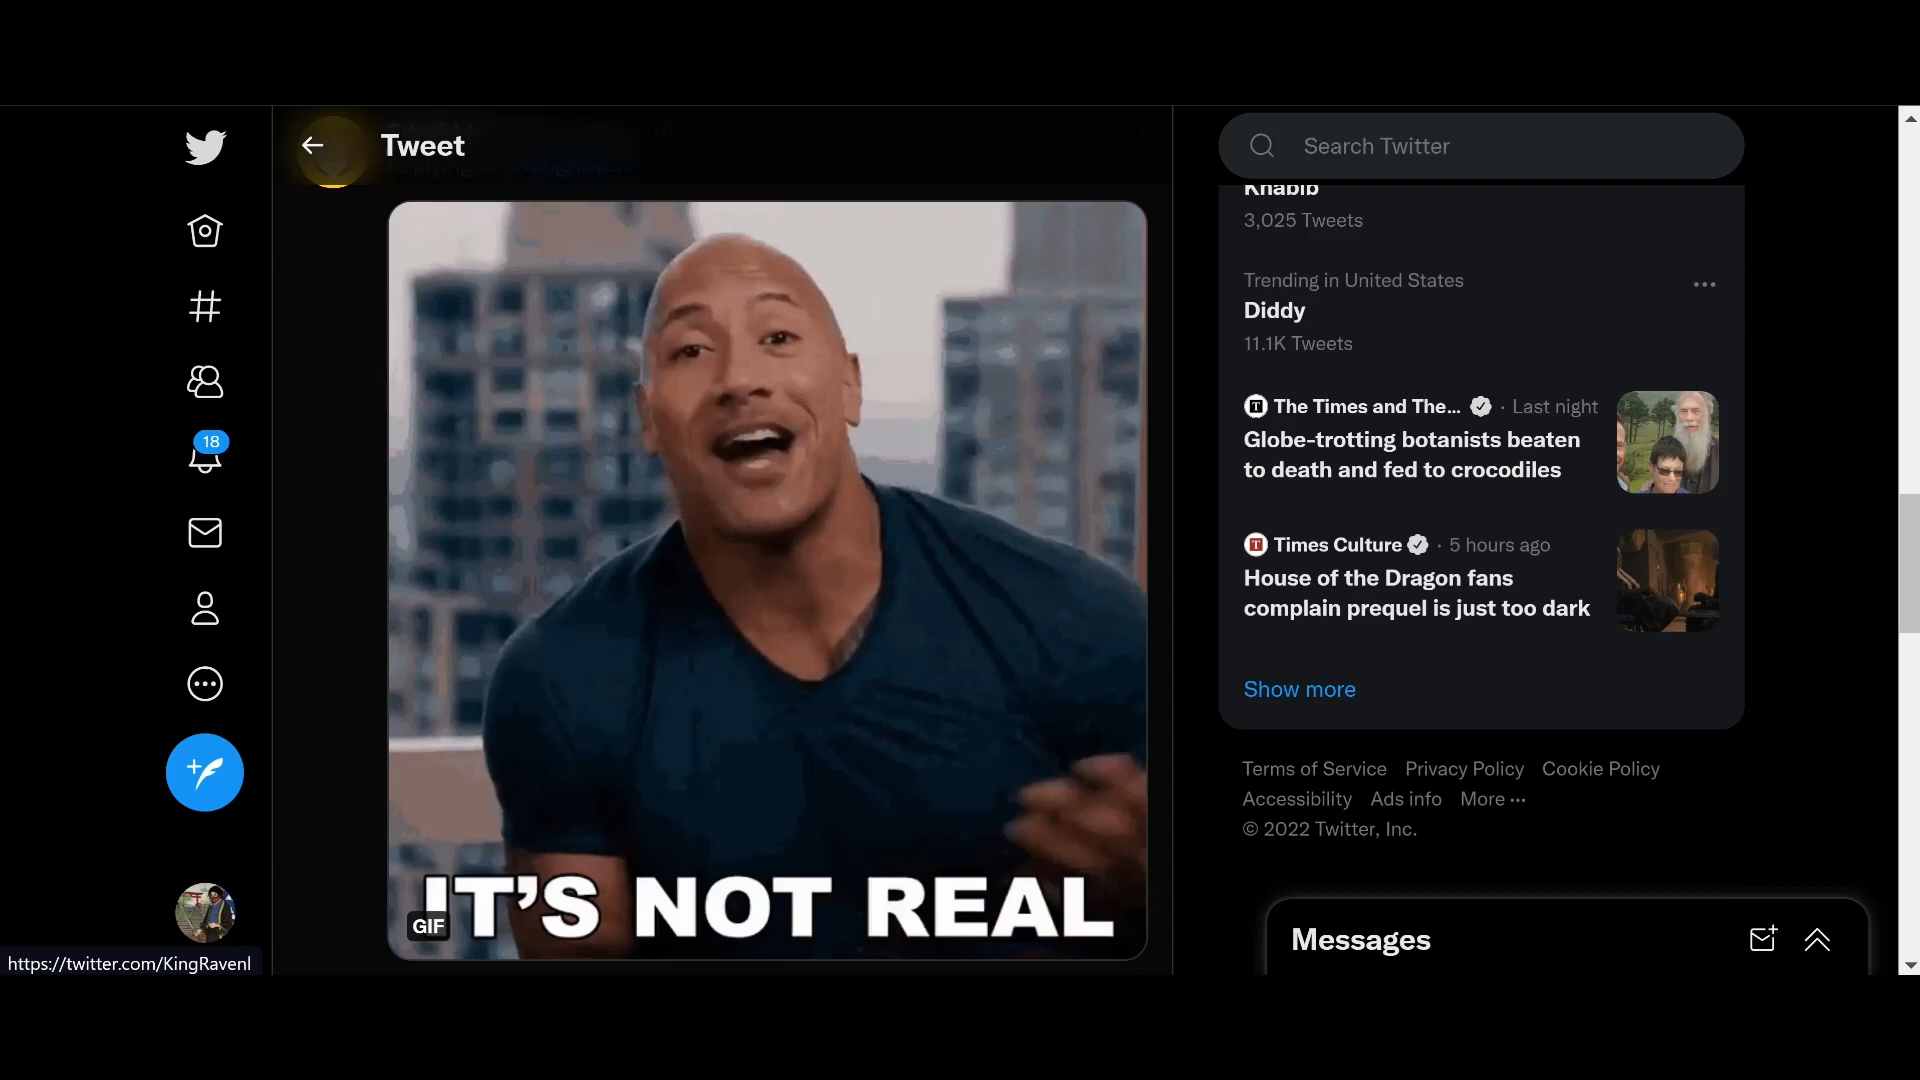 Tweet
Search Twitter
Khabib
3,025 Tweets
Trending in United States
Diddy
11.1K Tweets
The Times and The... · Last night
Globe-trotting botanists beaten
to death and fed to crocodiles
Times Culture · 5 hours ago
House of the Dragon fans
complain prequel is just too dark
Show more
Terms of Service Privacy Policy Cookie Policy
Accessibility Ads info More ...
© 2022 Twitter, Inc.
18
IT'S NOT REAL
GIF
Messages
https://twitter.com/KingRavenI